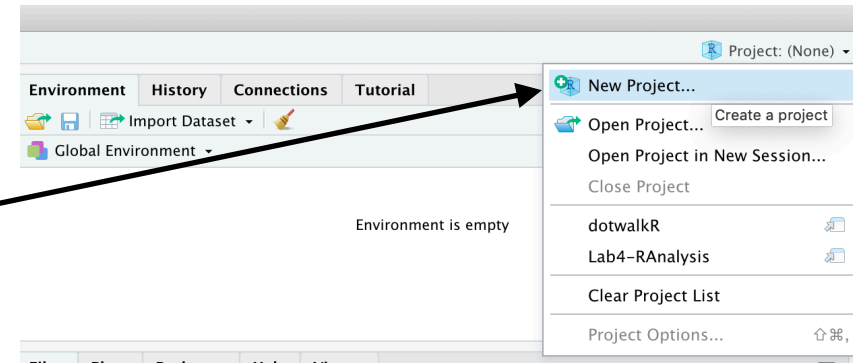 Project: (None)
Environment History Connections Tutorial
New Project...
Import Dataset
Create a project
Open Project...
Global Environment
Open Project in New Session...
Close Project
Environment is empty
dotwalkR
Lab4-RAnalysis
Clear Project List
Project Options... ⇧⌘,